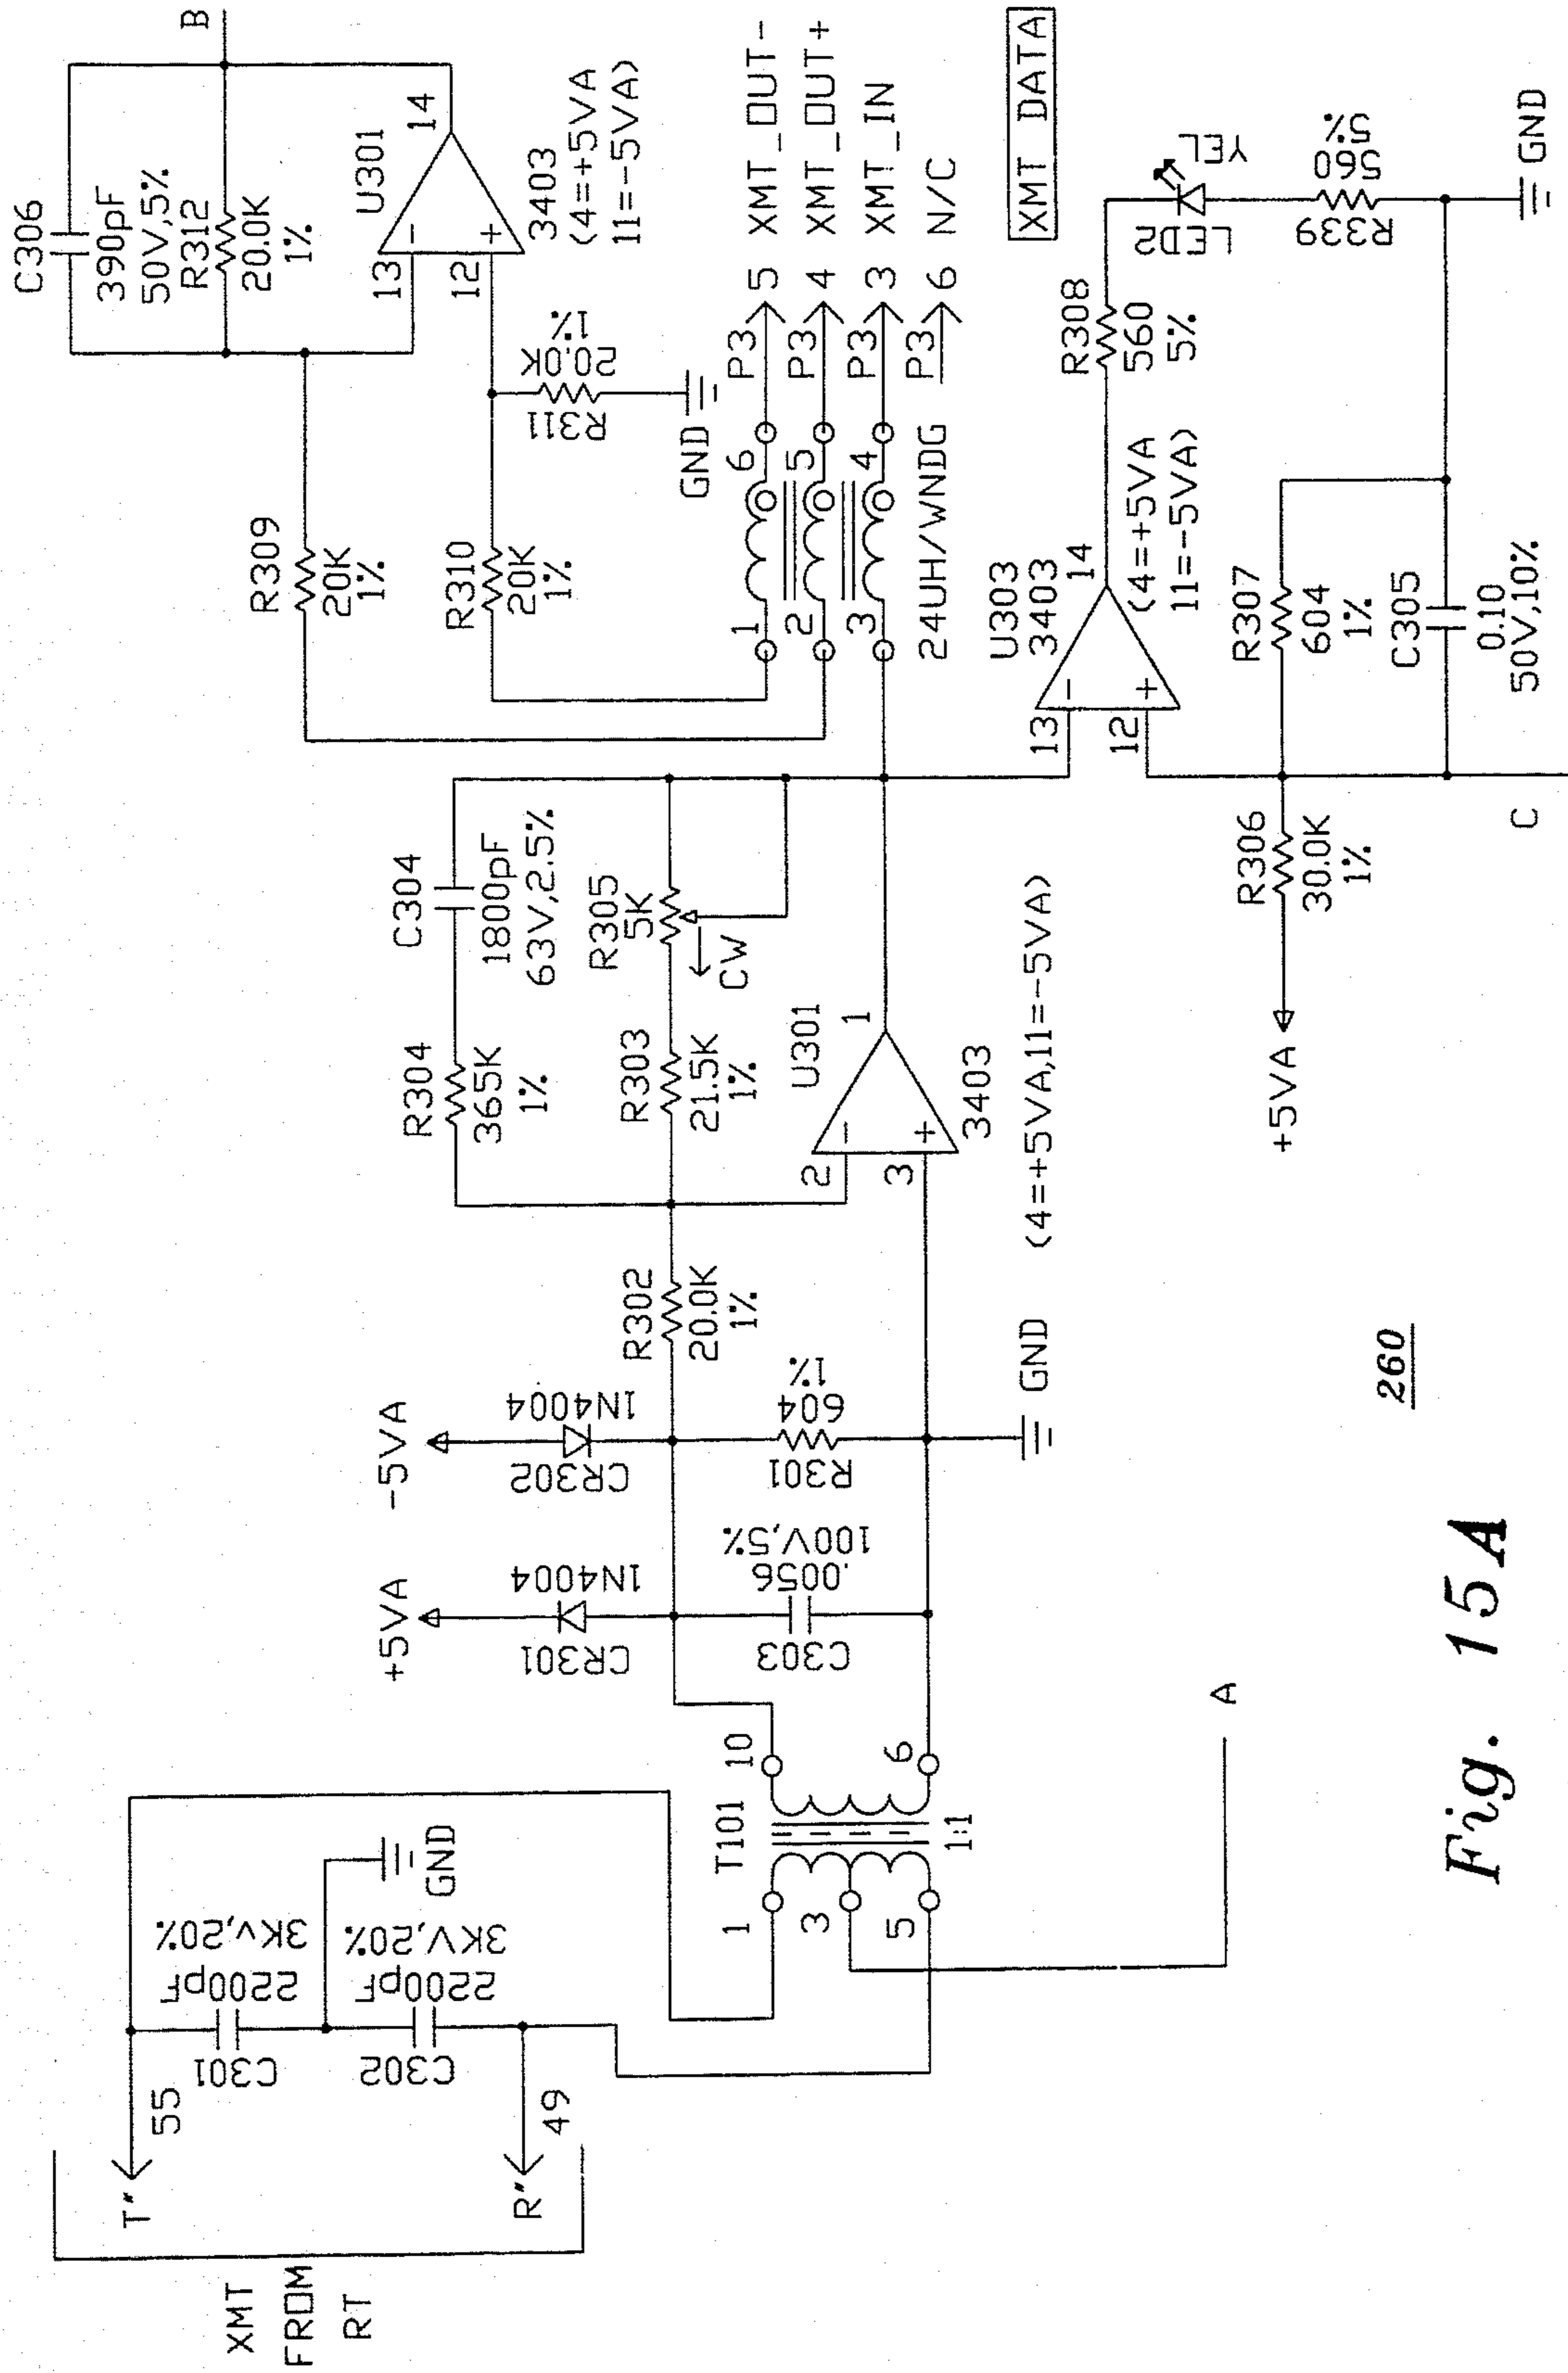 XMT
FROM
RT
T"
55
R"
49
C301
2200pF
3KV,20%
C302
2200pF
3KV,20%
GND
T101
1
3
5
10
6
1:1
A
+5VA
CR301
1N4004
-5VA
CR302
1N4004
C303
.0056
100V,5%
R301
604
1%
GND
R302
20.0K
1%
R304
365K
1%
C304
1800pF
63V,2.5%
R303
21.5K
1%
R305
5K
CW
2
3
-
+
U301
1
3403
(4=+5VA,11=-5VA)
R309
20K
1%
R310
20K
1%
C306
390pF
50V,5%
R312
20.0K
1%
13
12
-
+
U301
14
3403
(4=+5VA
11=-5VA)
B
R311
20.0K
1%
GND
1
2
3
6
5
4
24UH/WNDG
P3 5 XMT_OUT-
P3 4 XMT_OUT+
P3 3 XMT_IN
P3 6 N/C
XMT DATA
U303
3403
13
12
-
+
14
(4=+5VA
11=-5VA)
R308
560
5%
LED2
YEL
R339
560
5%
GND
+5VA
R306
30.0K
1%
R307
604
1%
C305
0.10
50V,10%
C
260
Fig. 15A